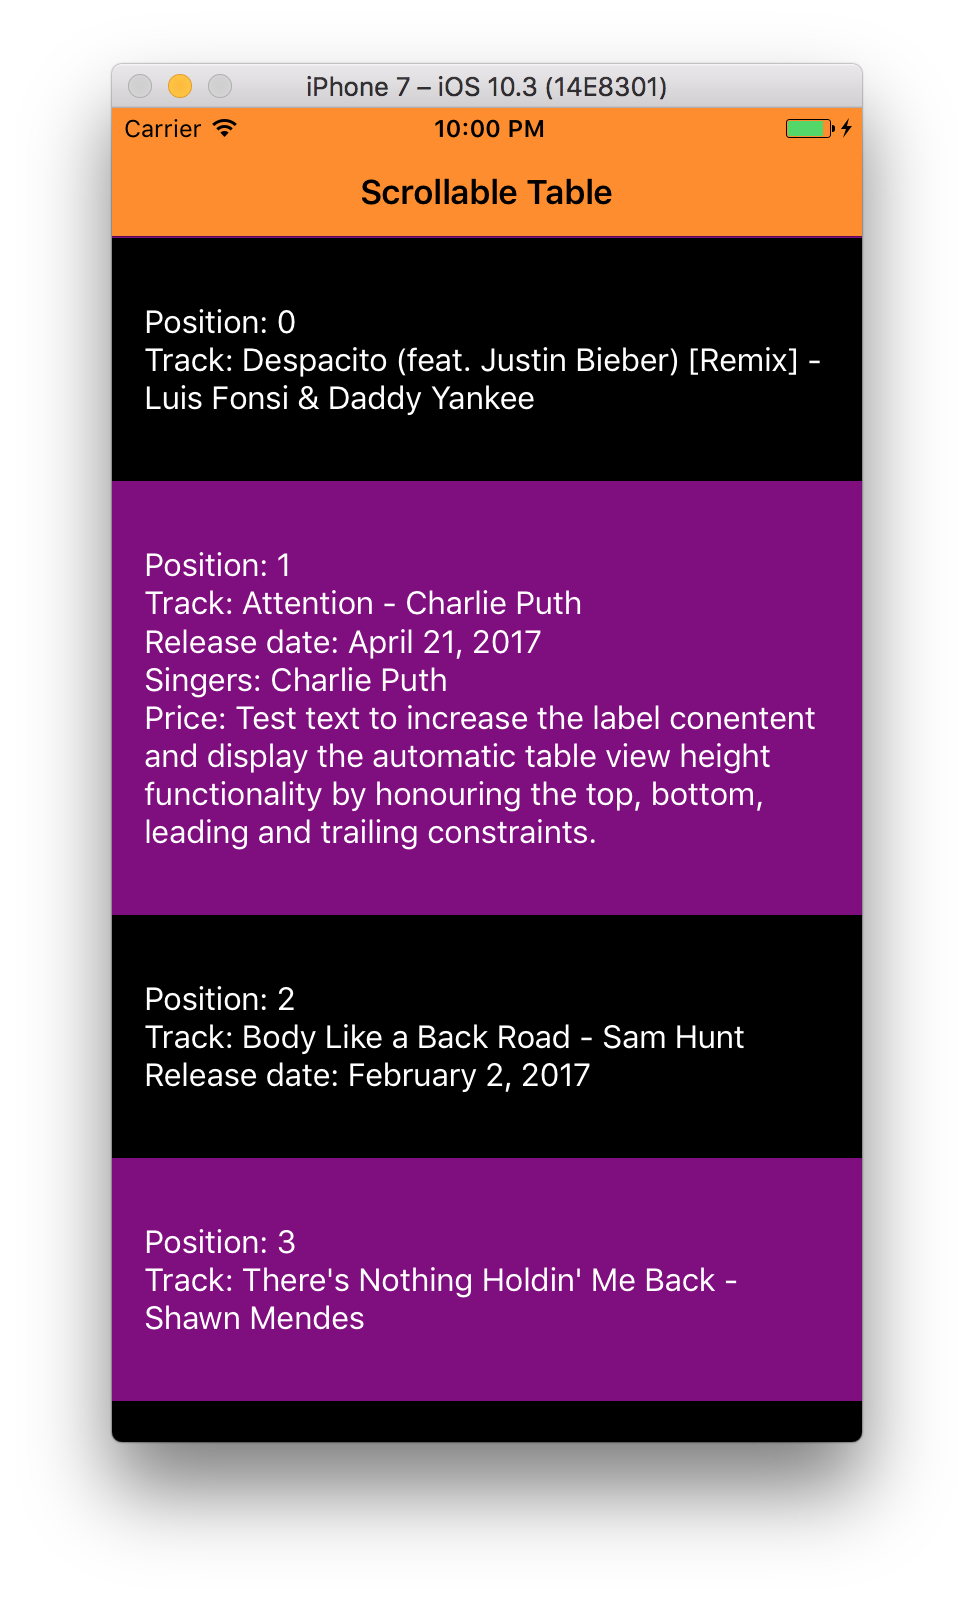 iPhone 7 – iOS 10.3 (14E8301)
Carrier 10:00 PM
Scrollable Table
Position: 0
Track: Despacito (feat. Justin Bieber) [Remix] -
Luis Fonsi & Daddy Yankee
Position: 1
Track: Attention - Charlie Puth
Release date: April 21, 2017
Singers: Charlie Puth
Price: Test text to increase the label conentent
and display the automatic table view height
functionality by honouring the top, bottom,
leading and trailing constraints.
Position: 2
Track: Body Like a Back Road - Sam Hunt
Release date: February 2, 2017
Position: 3
Track: There's Nothing Holdin' Me Back -
Shawn Mendes